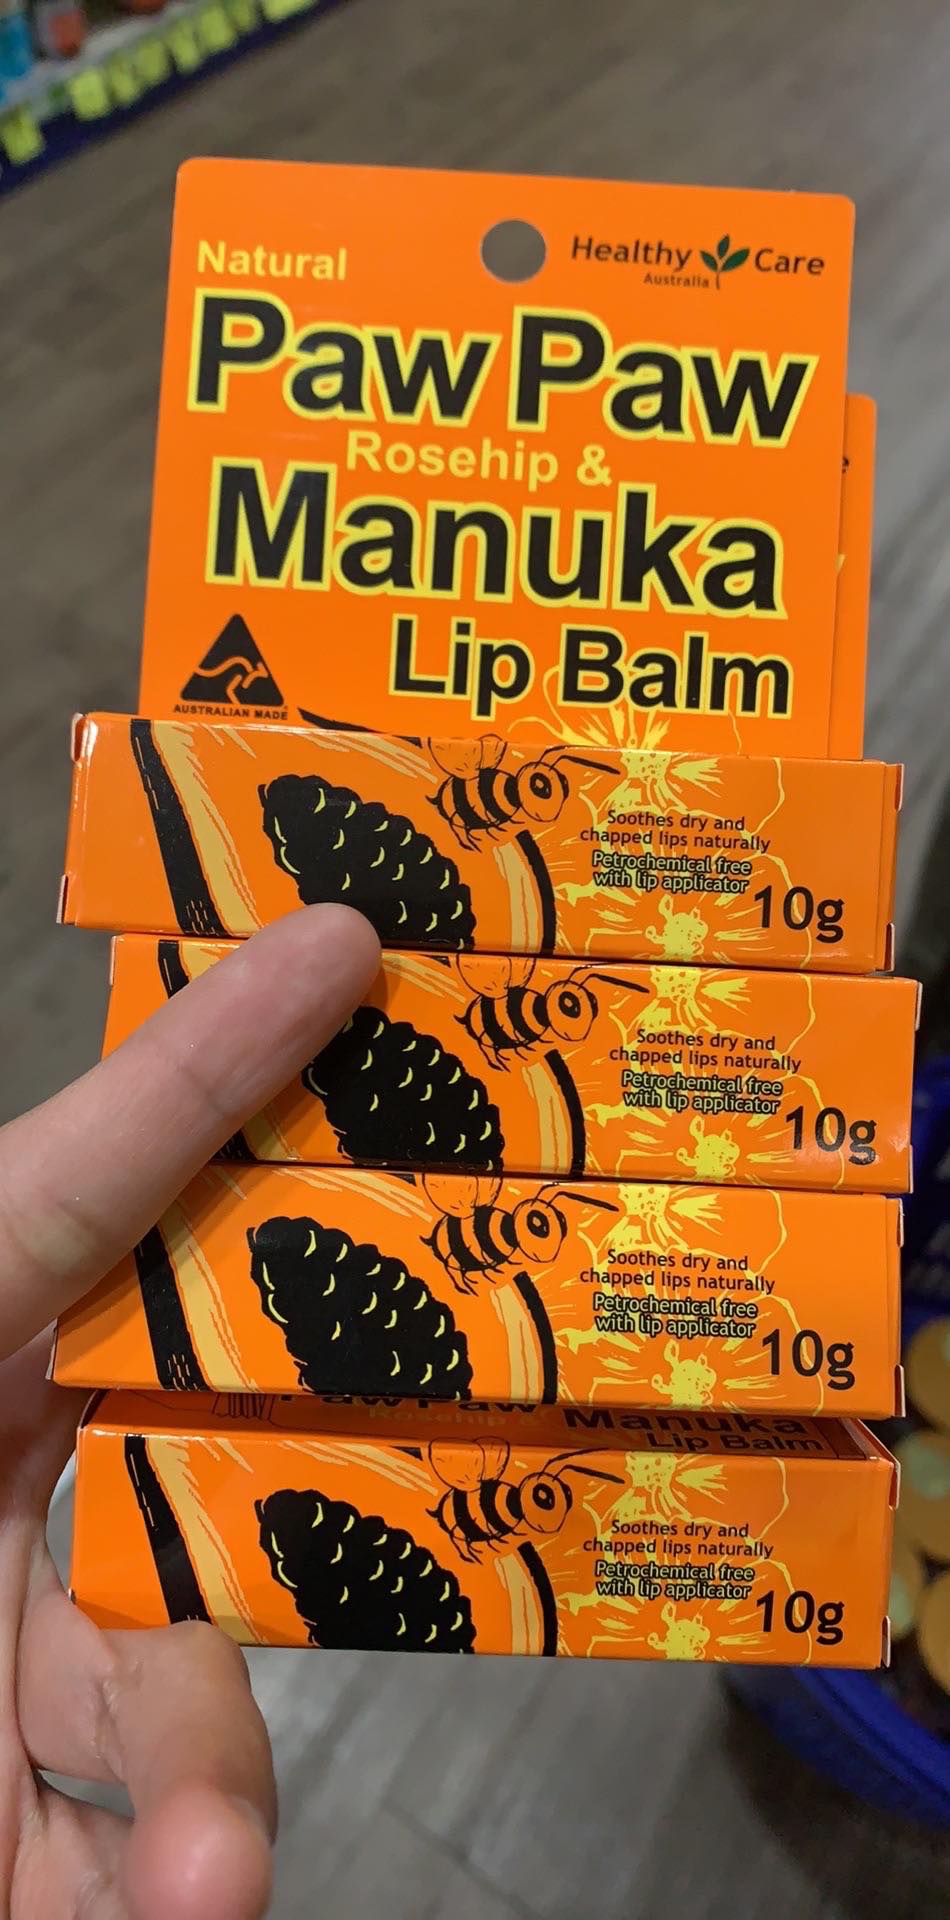 Natural
Healthy Care
Australia
Paw Paw
Rosehip &
Manuka
Lip Balm
AUSTRALIAN MADE
Soothes dry and
chapped lips naturally
Petrochemical free
with lip applicator
10g
Soothes dry and
chapped lips naturally
Petrochemical free
with lip applicator
10g
Soothes dry and
chapped lips naturally
Petrochemical free
with lip applicator
10g
Paw Paw
Rosehip &
Manuka
Lip Balm
Soothes dry and
chapped lips naturally
Petrochemical free
with lip applicator
10g